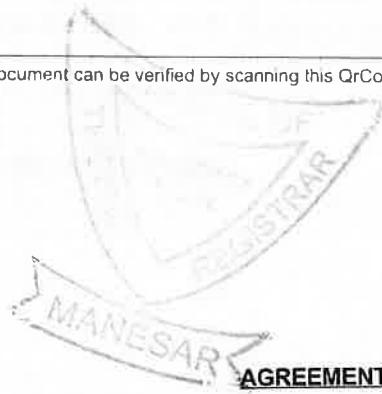 ocument can be verified by scanning this QrCo
REGISTRAR
MANESAR
AGREEMENT